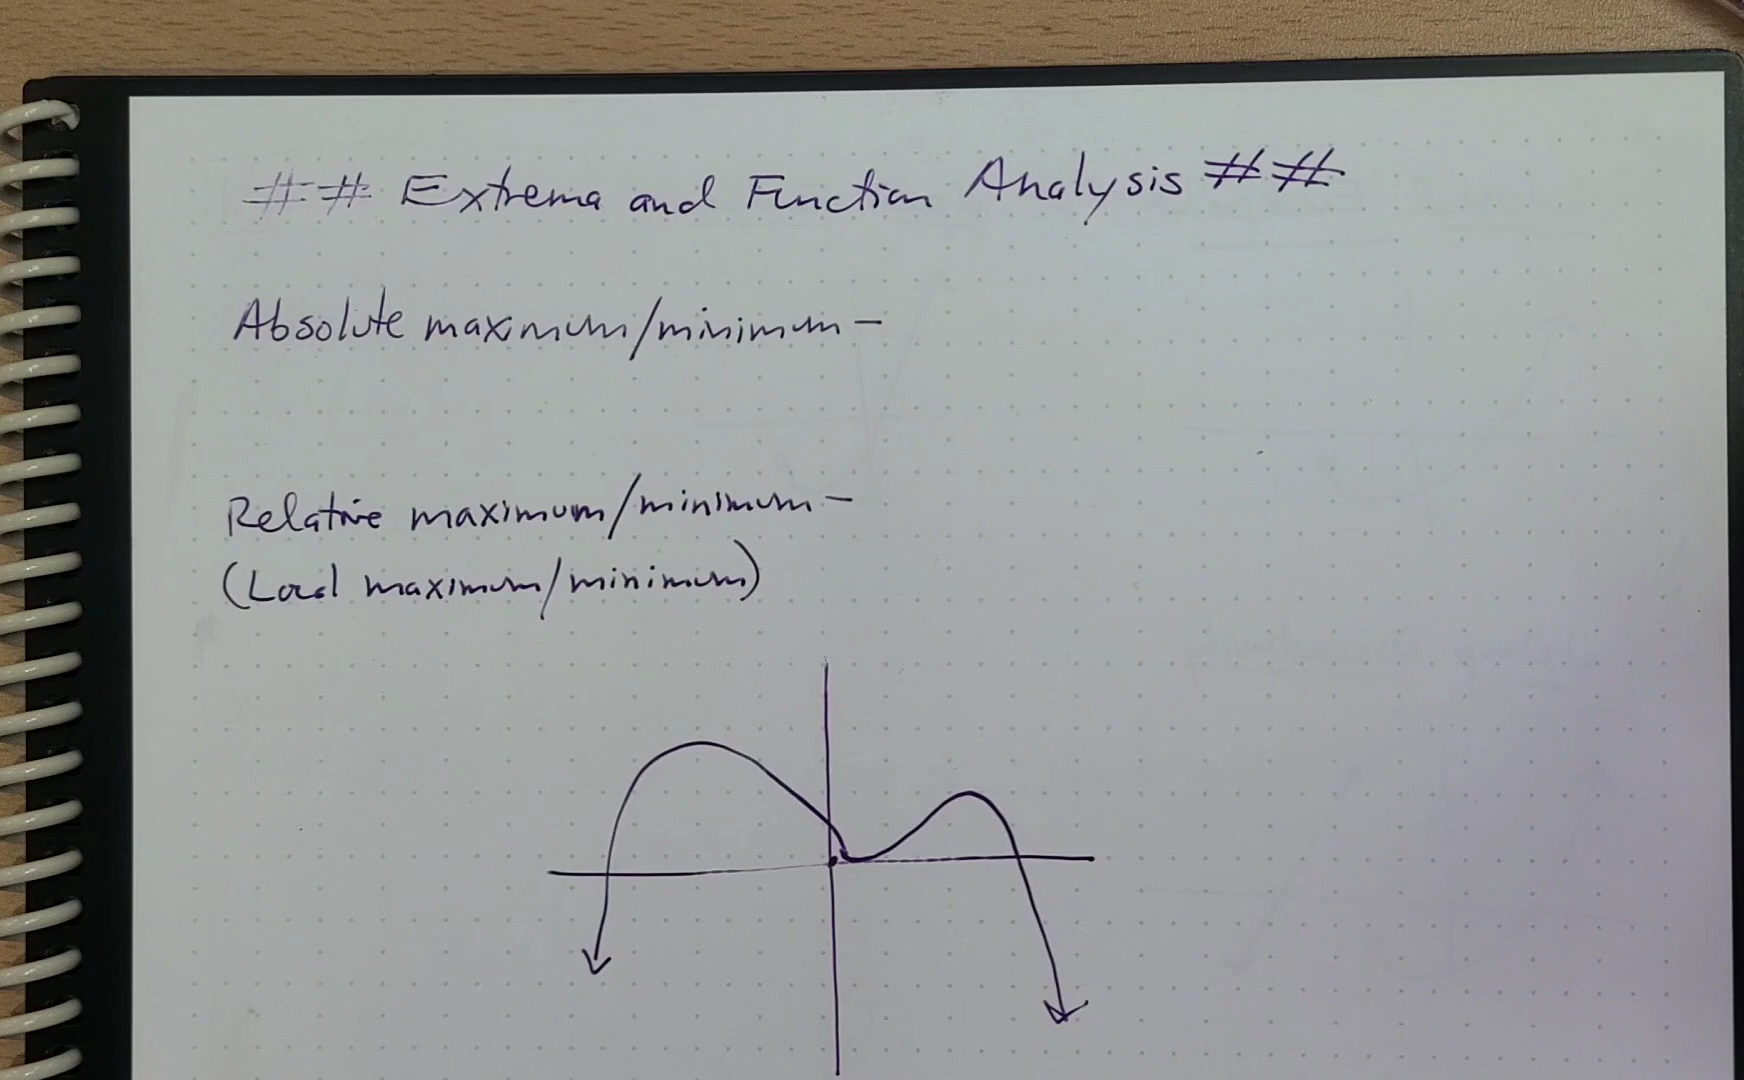 ## Extrema and Function Analysis ##
Absolute maximum/minimum -
Relative maximum/minimum -
(Local maximum/minimum)